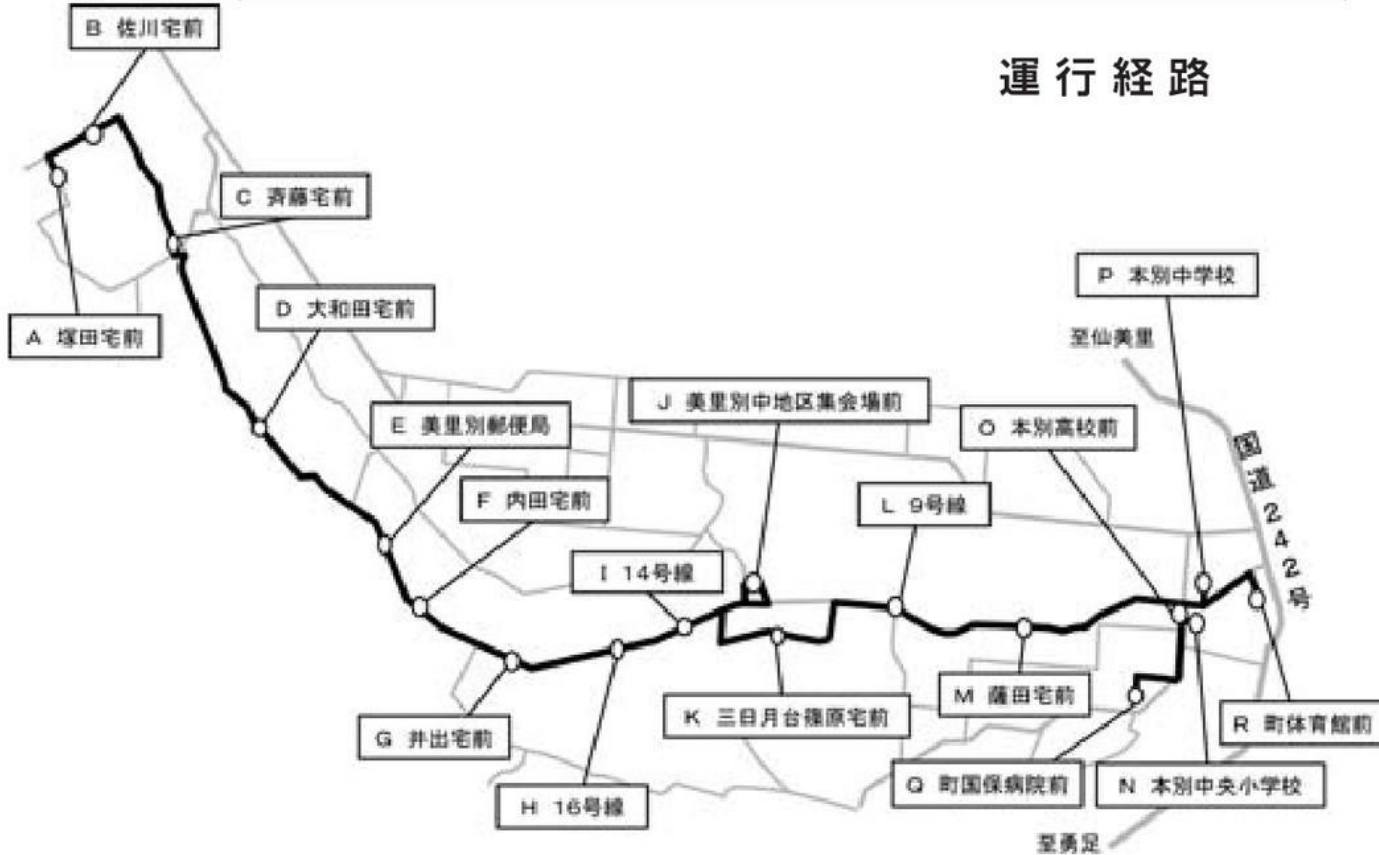 運行経路
B 佐川宅前
C 斉藤宅前
A 塚田宅前
D 大和田宅前
P 本別中学校
至仙美里
E 美里別郵便局
J 美里別中地区集会場前
O 本別高校前
国道242号
F 内田宅前
L 9号線
I 14号線
G 井出宅前
K 三日月台篠原宅前
M 薩田宅前
R 町体育館前
H 16号線
Q 町国保病院前
N 本別中央小学校
至勇足